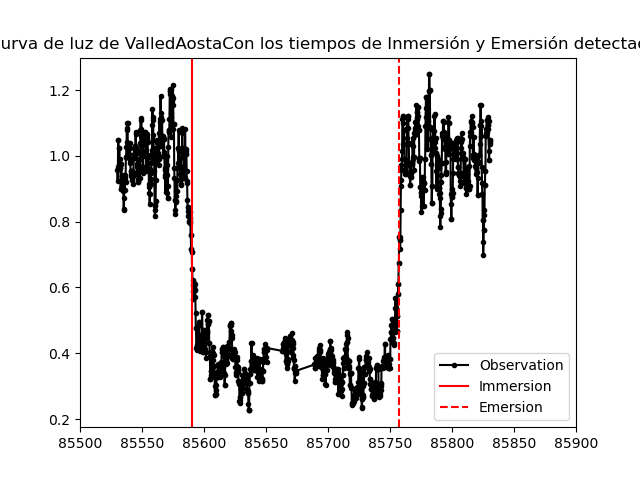 urva de luz de ValledAostaCon los tiempos de Inmersión y Emersión detectad
1.2
1.0
0.8
0.6
0.4
0.2
Observation
Immersion
Emersion
85500 85550 85600 85650 85700 85750 85800 85850 85900